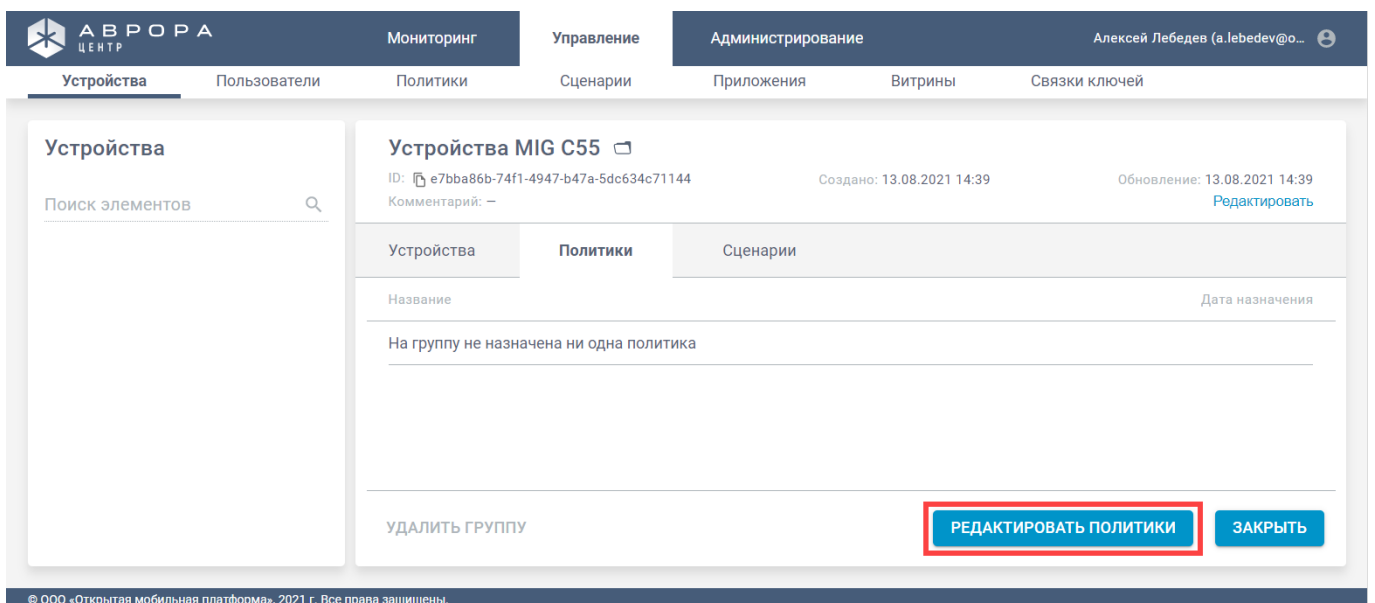 АВРОРА
ЦЕНТР
Мониторинг Управление Администрирование Алексей Лебедев (a.lebedev@o...
Устройства Пользователи Политики Сценарии Приложения Витрины Связки ключей
Устройства
Поиск элементов
Устройства MIG C55
ID: e7bba86b-74f1-4947-b47a-5dc634c71144 Создано: 13.08.2021 14:39 Обновление: 13.08.2021 14:39
Комментарий: — Редактировать
Устройства Политики Сценарии
Название Дата назначения
На группу не назначена ни одна политика
УДАЛИТЬ ГРУППУ РЕДАКТИРОВАТЬ ПОЛИТИКИ ЗАКРЫТЬ
© ООО «Открытая мобильная платформа», 2021 г. Все права защищены.